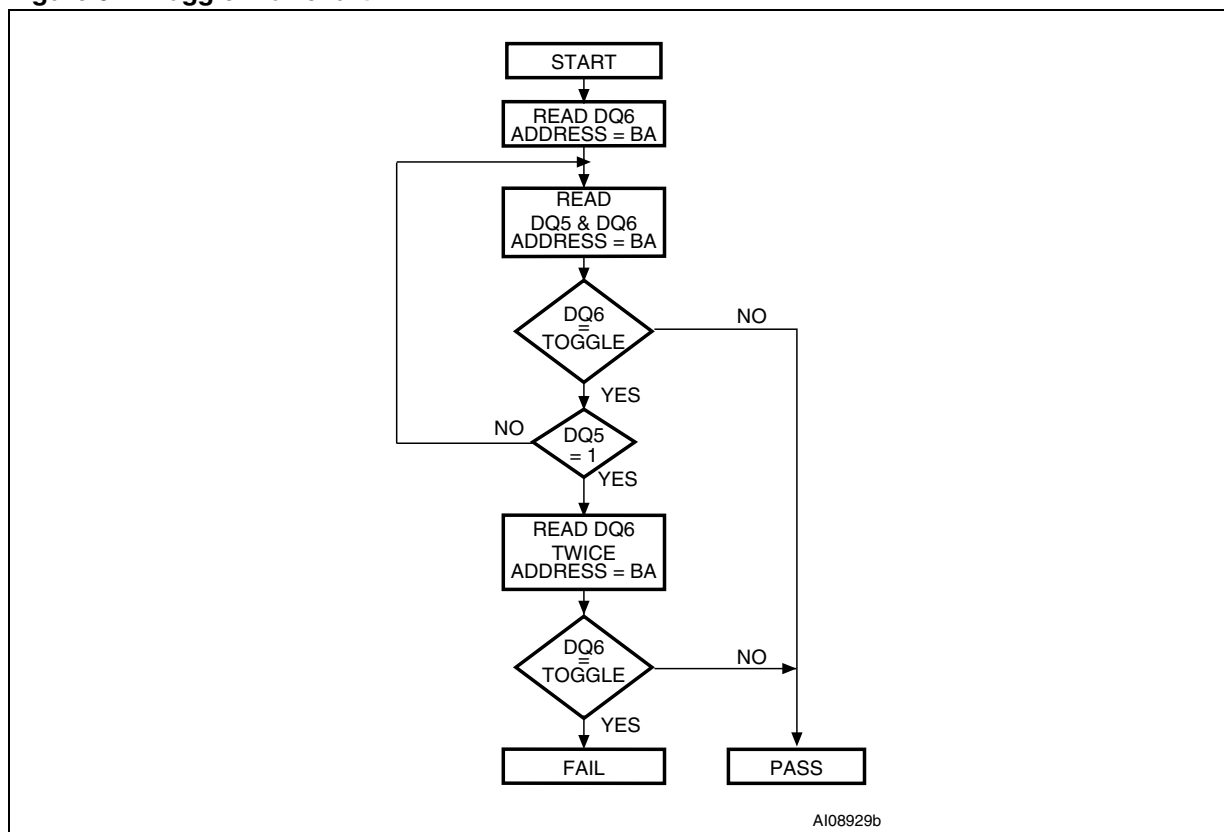 START
READ DQ6
ADDRESS = BA
READ
DQ5 & DQ6
ADDRESS = BA
DQ6
=
TOGGLE
NO
YES
NO
DQ5
= 1
YES
READ DQ6
TWICE
ADDRESS = BA
DQ6
=
TOGGLE
NO
YES
FAIL
PASS
AI08929b